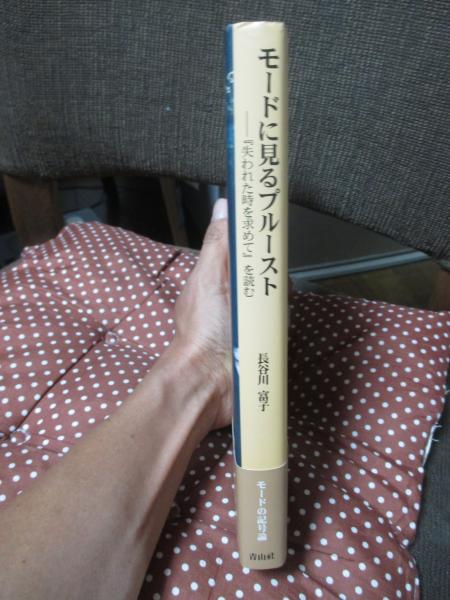 モードに見るプルースト
──『失われた時を求めて』を読む
長谷川 富子
モードの記号論
青山社